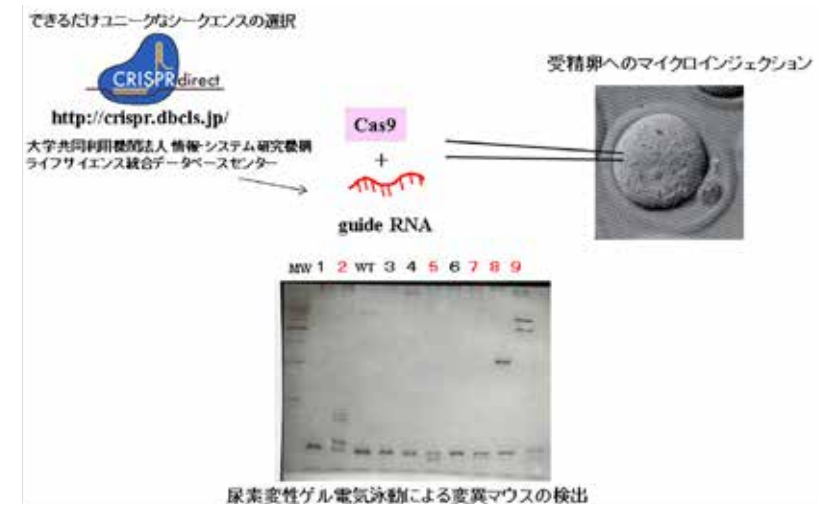 できるだけユニークなシークエンスの選択
CRISPRdirect
http://crispr.dbcls.jp/
大学共同利用機関法人 情報・システム研究機構
ライフサイエンス統合データベースセンター
受精卵へのマイクロインジェクション
Cas9
+
guide RNA
MW 1 2 WT 3 4 5 6 7 8 9
尿素変性ゲル電気泳動による変異マウスの検出